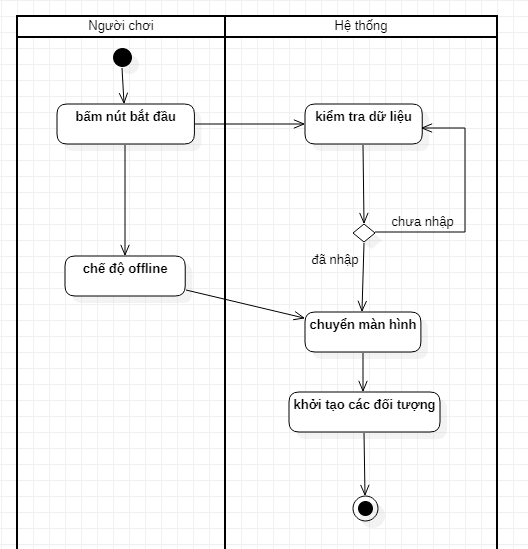 Người chơi
Hệ thống
bấm nút bắt đầu
kiểm tra dữ liệu
chưa nhập
đã nhập
chế độ offline
chuyển màn hình
khởi tạo các đối tượng